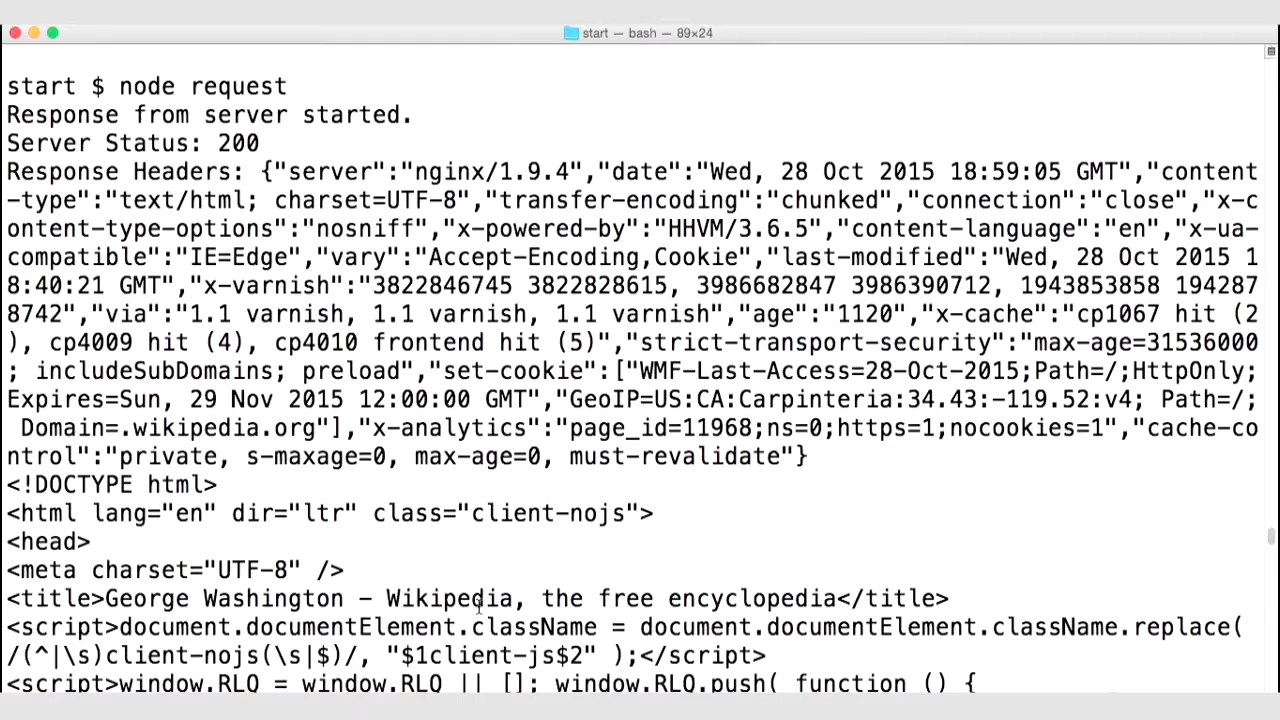 start — bash — 89×24
start $ node request
Response from server started.
Server Status: 200
Response Headers: {"server":"nginx/1.9.4","date":"Wed, 28 Oct 2015 18:59:05 GMT","content
-type":"text/html; charset=UTF-8","transfer-encoding":"chunked","connection":"close","x-c
ontent-type-options":"nosniff","x-powered-by":"HHVM/3.6.5","content-language":"en","x-ua-
compatible":"IE=Edge","vary":"Accept-Encoding,Cookie","last-modified":"Wed, 28 Oct 2015 1
8:40:21 GMT","x-varnish":"3822846745 3822828615, 3986682847 3986390712, 1943853858 194287
8742","via":"1.1 varnish, 1.1 varnish, 1.1 varnish","age":"1120","x-cache":"cp1067 hit (2
), cp4009 hit (4), cp4010 frontend hit (5)","strict-transport-security":"max-age=31536000
; includeSubDomains; preload","set-cookie":["WMF-Last-Access=28-Oct-2015;Path=/;HttpOnly;
Expires=Sun, 29 Nov 2015 12:00:00 GMT","GeoIP=US:CA:Carpinteria:34.43:-119.52:v4; Path=/;
 Domain=.wikipedia.org"],"x-analytics":"page_id=11968;ns=0;https=1;nocookies=1","cache-co
ntrol":"private, s-maxage=0, max-age=0, must-revalidate"}
<!DOCTYPE html>
<html lang="en" dir="ltr" class="client-nojs">
<head>
<meta charset="UTF-8" />
<title>George Washington - Wikipedia, the free encyclopedia</title>
<script>document.documentElement.className = document.documentElement.className.replace(
/(^|\s)client-nojs(\s|$)/, "$1client-js$2" );</script>
<script>window.RLQ = window.RLQ || []; window.RLQ.push( function () {